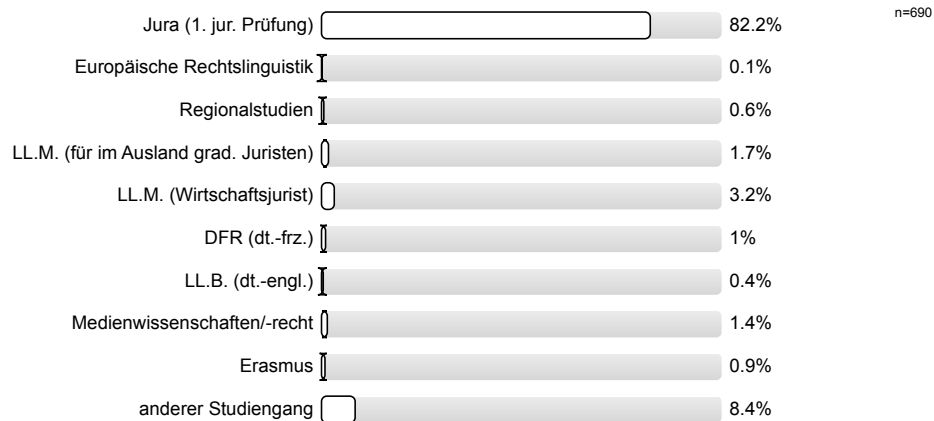 n=690
Jura (1. jur. Prüfung) 82.2%
Europäische Rechtslinguistik 0.1%
Regionalstudien 0.6%
LL.M. (für im Ausland grad. Juristen) 1.7%
LL.M. (Wirtschaftsjurist) 3.2%
DFR (dt.-frz.) 1%
LL.B. (dt.-engl.) 0.4%
Medienwissenschaften/-recht 1.4%
Erasmus 0.9%
anderer Studiengang 8.4%